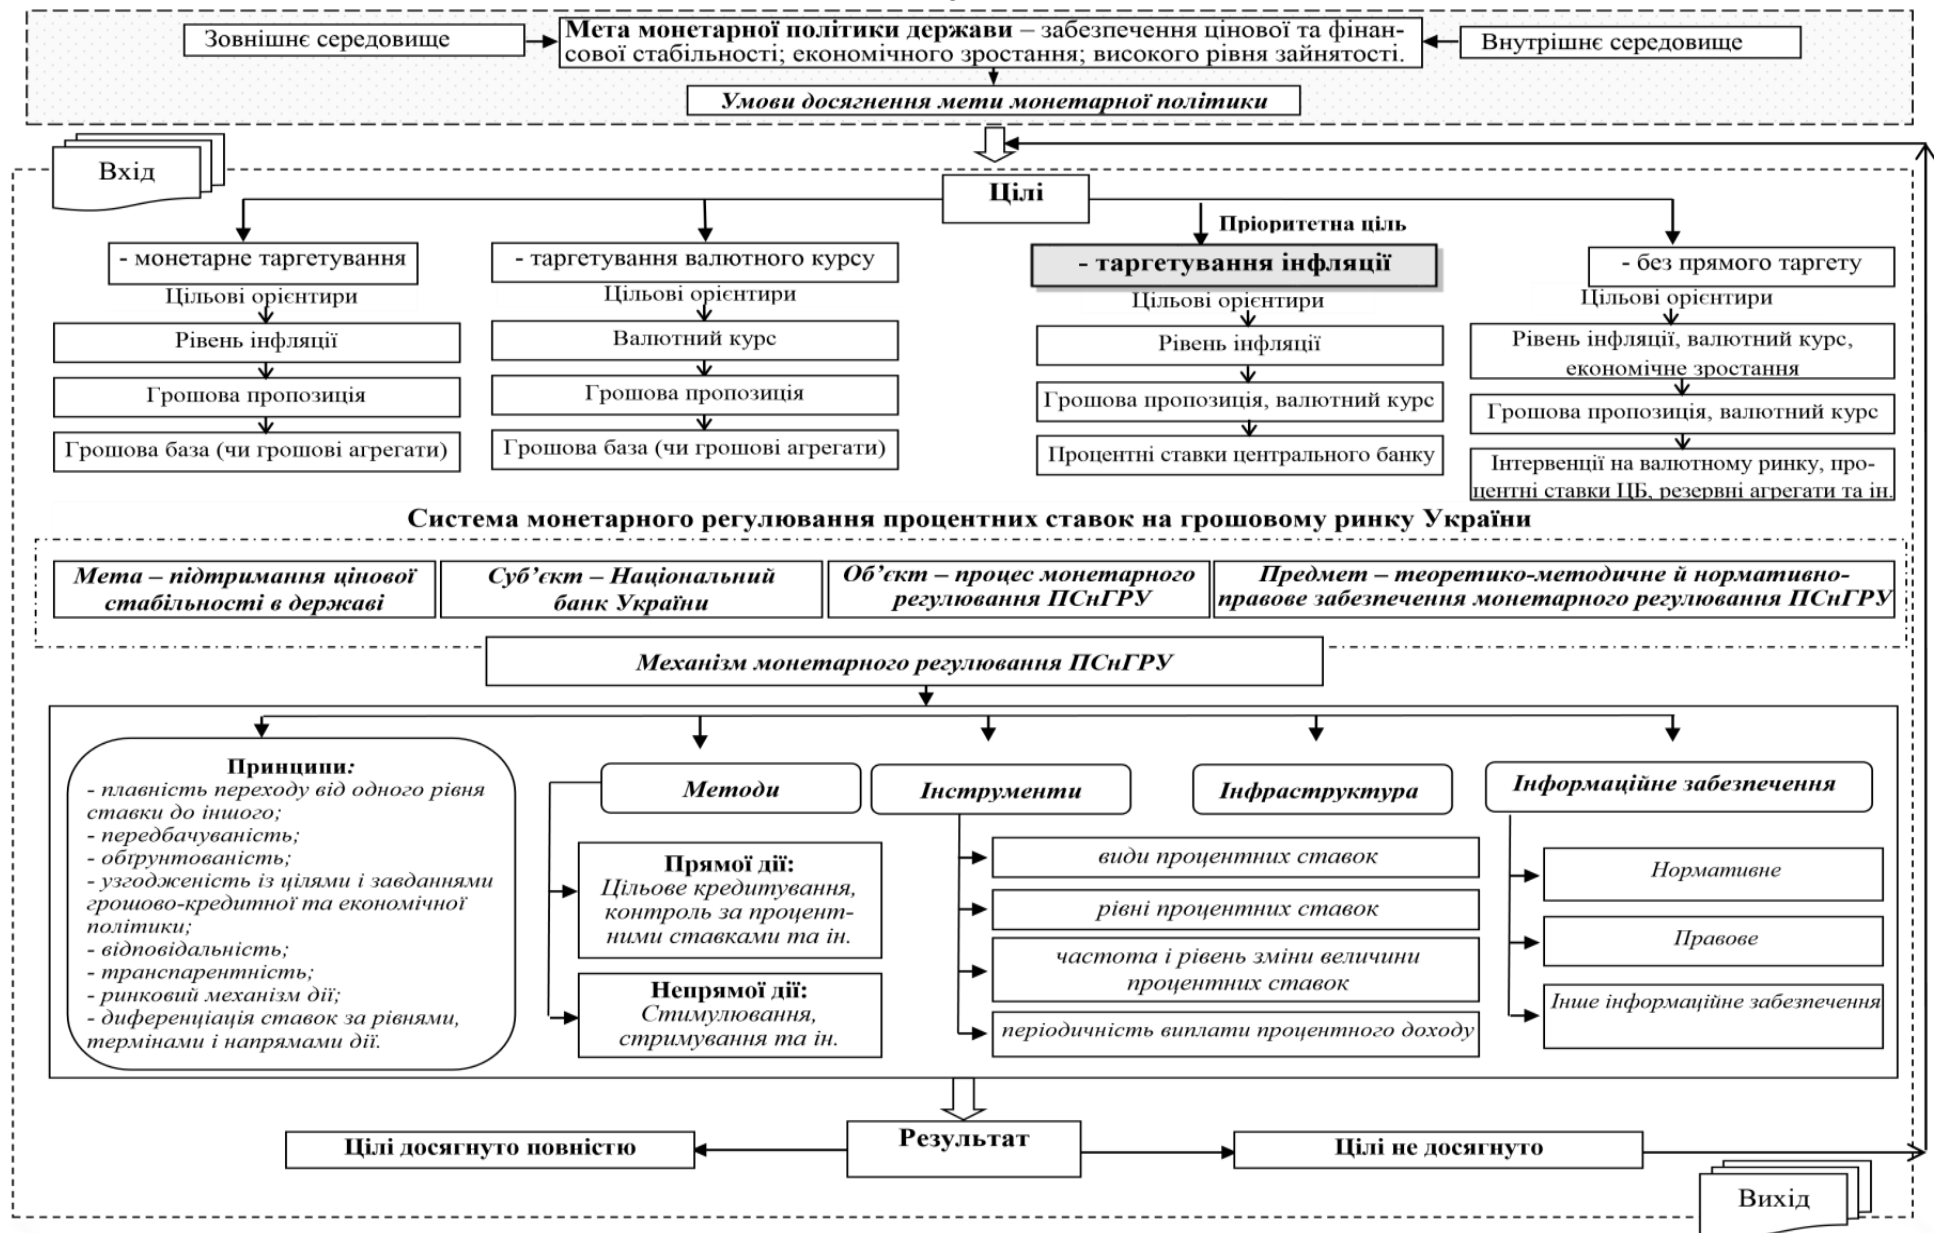 Зовнішнє середовище
Мета монетарної політики держави – забезпечення цінової та фінан-
сової стабільності; економічного зростання; високого рівня зайнятості.
Внутрішнє середовище
Умови досягнення мети монетарної політики
Вхід
Цілі
Пріоритетна ціль
- монетарне таргетування
Цільові орієнтири
Рівень інфляції
Грошова пропозиція
Грошова база (чи грошові агрегати)
- таргетування валютного курсу
Цільові орієнтири
Валютний курс
Грошова пропозиція
Грошова база (чи грошові агрегати)
- таргетування інфляції
Цільові орієнтири
Рівень інфляції
Грошова пропозиція, валютний курс
Процентні ставки центрального банку
- без прямого таргету
Цільові орієнтири
Рівень інфляції, валютний курс,
економічне зростання
Грошова пропозиція, валютний курс
Інтервенції на валютному ринку, про-
центні ставки ЦБ, резервні агрегати та ін.
Система монетарного регулювання процентних ставок на грошовому ринку України
Мета – підтримання цінової
стабільності в державі
Суб’єкт – Національний
банк України
Об’єкт – процес монетарного
регулювання ПСнГРУ
Предмет – теоретико-методичне й нормативно-
правове забезпечення монетарного регулювання ПСнГРУ
Механізм монетарного регулювання ПСнГРУ
Принципи:
- плавність переходу від одного рівня
ставки до іншого;
- передбачуваність;
- обґрунтованість;
- узгодженість із цілями і завданнями
грошово-кредитної та економічної
політики;
- відповідальність;
- транспарентність;
- ринковий механізм дії;
- диференціація ставок за рівнями,
термінами і напрямами дії.
Методи
Прямої дії:
Цільове кредитування,
контроль за процент-
ними ставками та ін.
Непрямої дії:
Стимулювання,
стримування та ін.
Інструменти
види процентних ставок
рівні процентних ставок
частота і рівень зміни величини
процентних ставок
періодичність виплати процентного доходу
Інфраструктура
Інформаційне забезпечення
Нормативне
Правове
Інше інформаційне забезпечення
Результат
Цілі досягнуто повністю
Цілі не досягнуто
Вихід